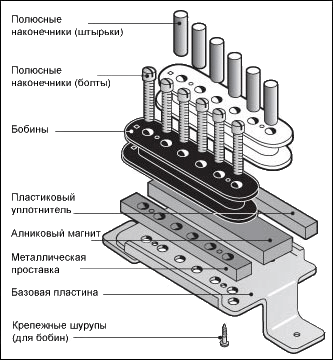 Полюсные
наконечники (штырьки)
Полюсные
наконечники (болты)
Бобины
Пластиковый
уплотнитель
Алниковый магнит
Металлическая
проставка
Базовая пластина
Крепежные шурупы
(для бобин)